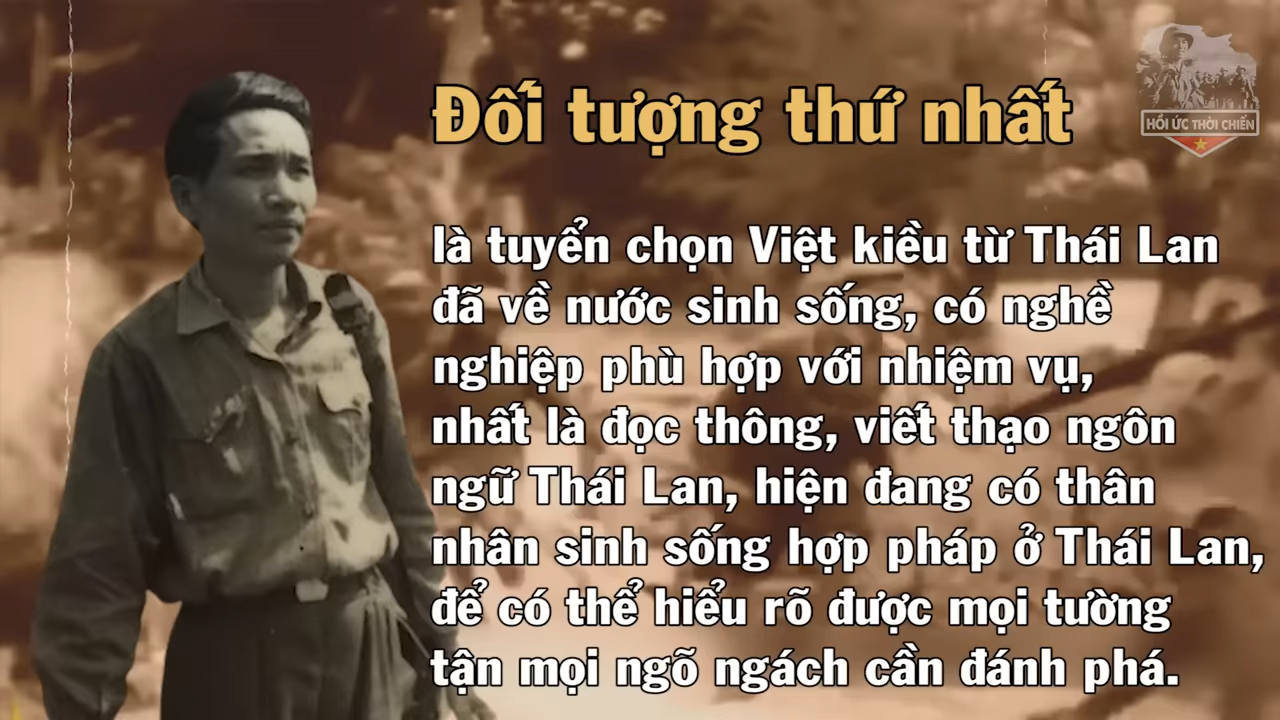 Đối tượng thứ nhất
HỒI ỨC THỜI CHIẾN
là tuyển chọn Việt kiều từ Thái Lan
đã về nước sinh sống, có nghề
nghiệp phù hợp với nhiệm vụ,
nhất là đọc thông, viết thạo ngôn
ngữ Thái Lan, hiện đang có thân
nhân sinh sống hợp pháp ở Thái Lan,
để có thể hiểu rõ được mọi tường
tận mọi ngõ ngách cần đánh phá.